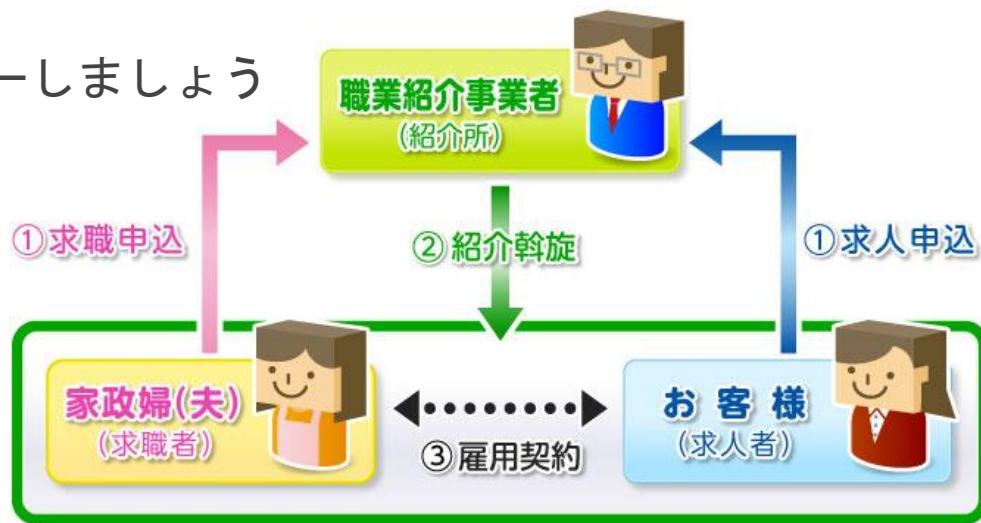 ーしましょう
職業紹介事業者
(紹介所)
①求職申込
②紹介斡旋
①求人申込
家政婦(夫)
(求職者)
③雇用契約
お客様
(求人者)